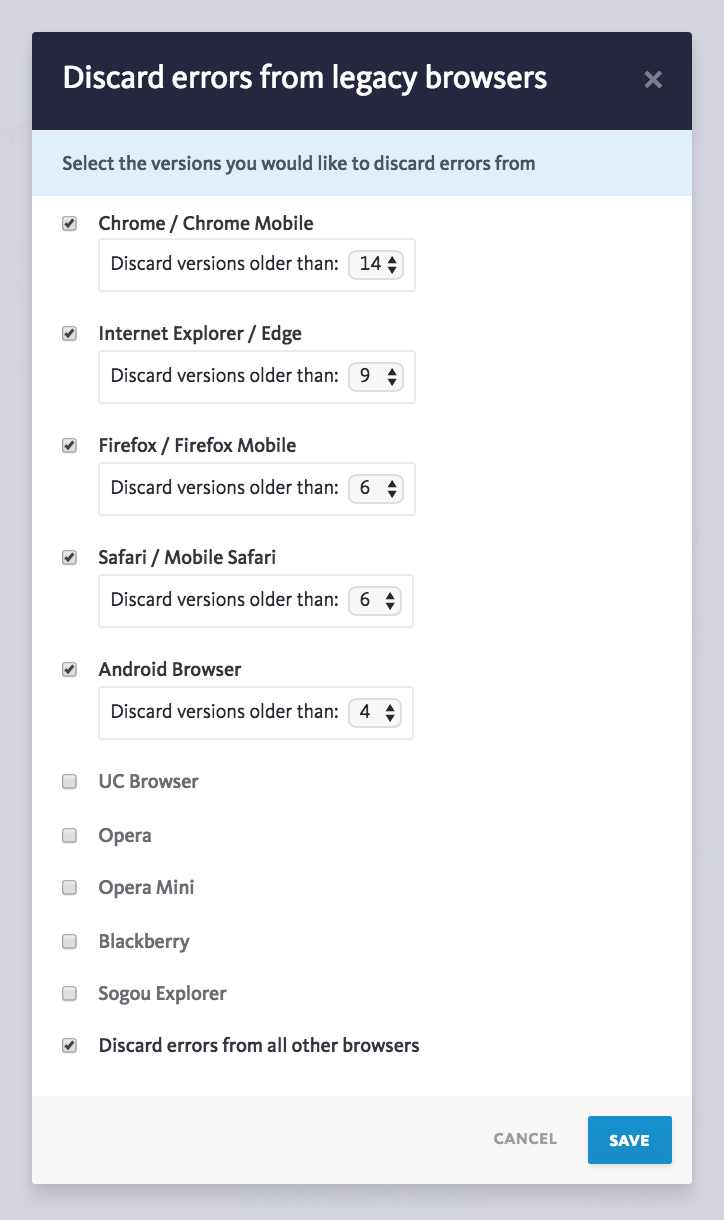 Discard errors from legacy browsers
Select the versions you would like to discard errors from
Chrome / Chrome Mobile
Discard versions older than: 14
Internet Explorer / Edge
Discard versions older than: 9
Firefox / Firefox Mobile
Discard versions older than: 6
Safari / Mobile Safari
Discard versions older than: 6
Android Browser
Discard versions older than: 4
UC Browser
Opera
Opera Mini
Blackberry
Sogou Explorer
Discard errors from all other browsers
CANCEL SAVE